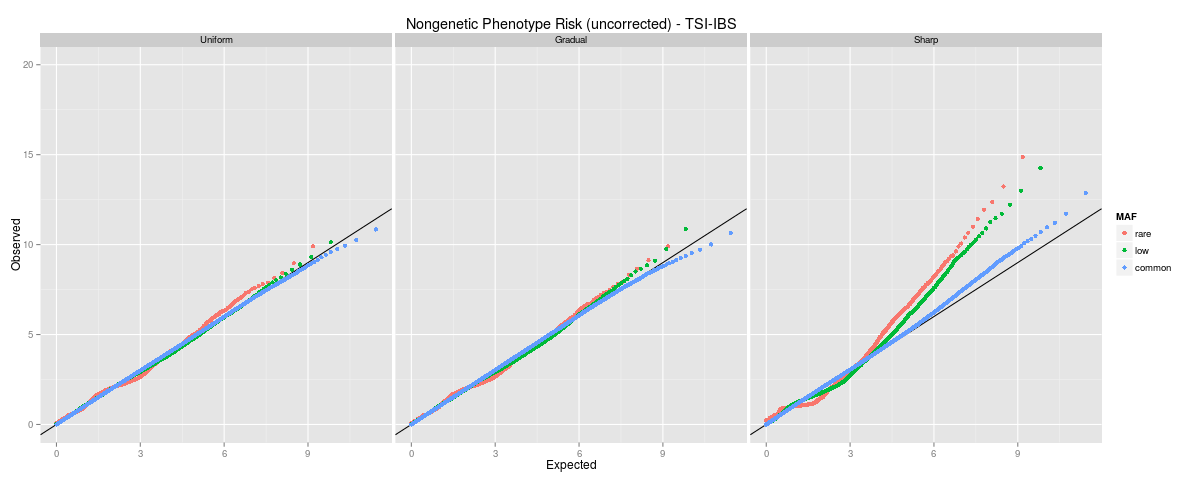 Nongenetic Phenotype Risk (uncorrected) - TSI-IBS
Uniform
Gradual
Sharp
Observed
20
15
10
5
0
0 3 6 9
0 3 6 9
0 3 6 9
Expected
MAF
rare
low
common